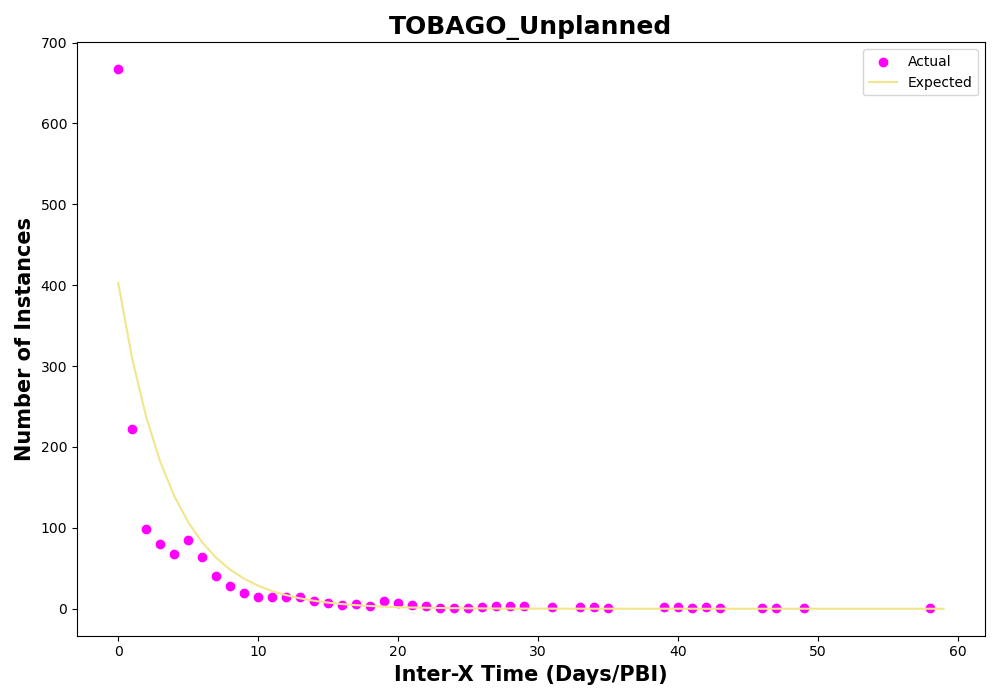 TOBAGO_Unplanned
Actual
Expected
Number of Instances
700
600
500
400
300
200
100
0
0 10 20 30 40 50 60
Inter-X Time (Days/PBI)